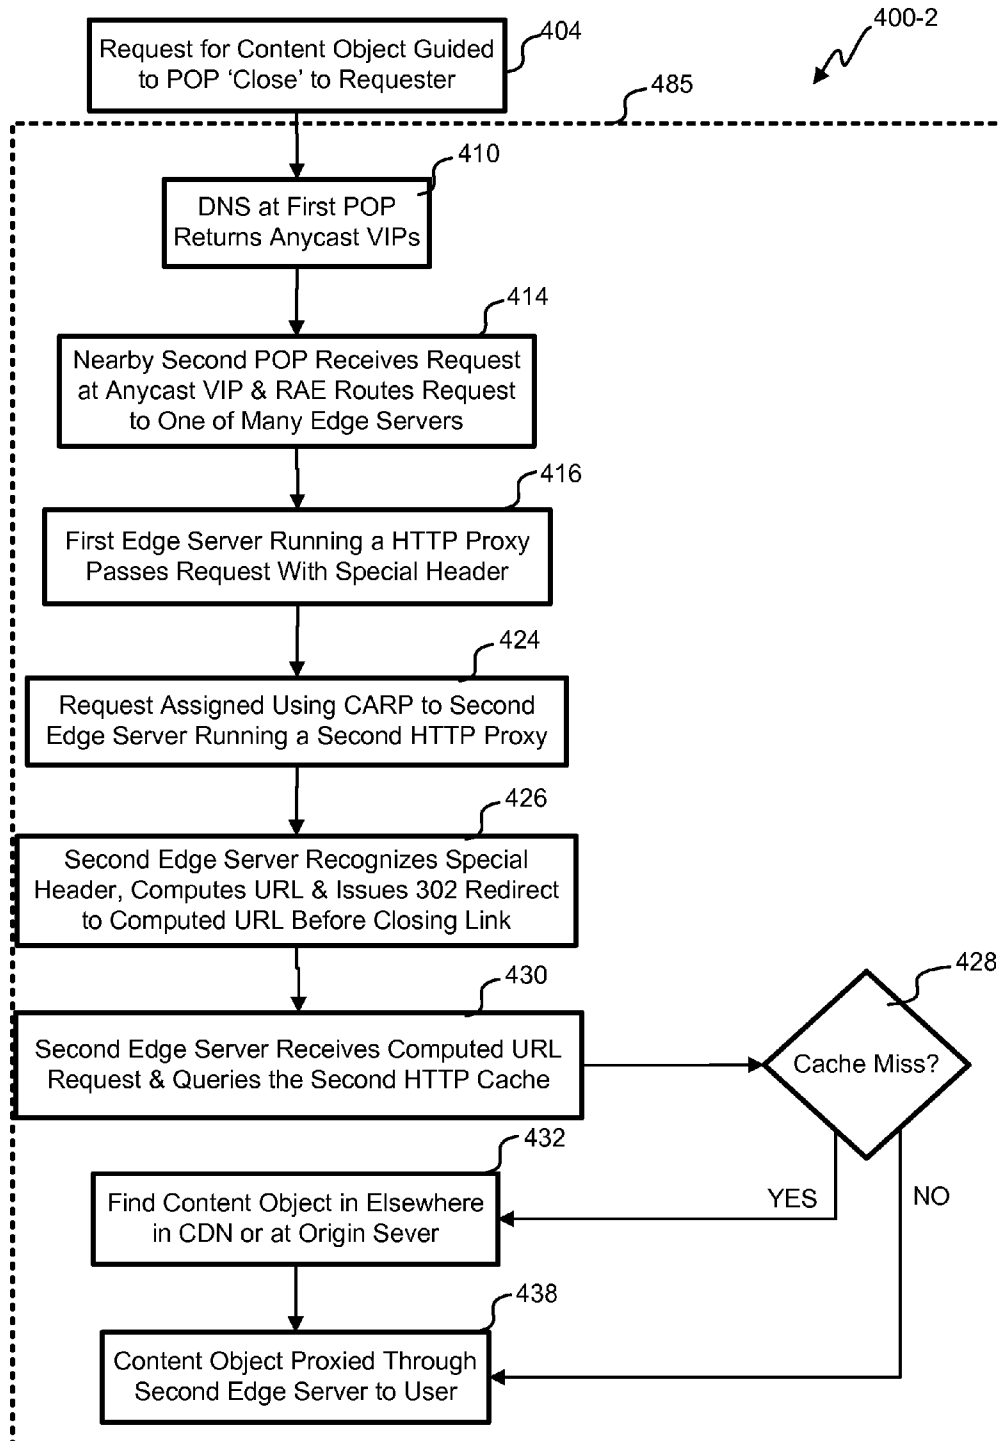 400-2
404
Request for Content Object Guided
to POP ‘Close’ to Requester
485
410
DNS at First POP
Returns Anycast VIPs
414
Nearby Second POP Receives Request
at Anycast VIP & RAE Routes Request
to One of Many Edge Servers
416
First Edge Server Running a HTTP Proxy
Passes Request With Special Header
424
Request Assigned Using CARP to Second
Edge Server Running a Second HTTP Proxy
426
Second Edge Server Recognizes Special
Header, Computes URL & Issues 302 Redirect
to Computed URL Before Closing Link
430
Second Edge Server Receives Computed URL
Request & Queries the Second HTTP Cache
428
Cache Miss?
YES
NO
432
Find Content Object in Elsewhere
in CDN or at Origin Sever
438
Content Object Proxied Through
Second Edge Server to User